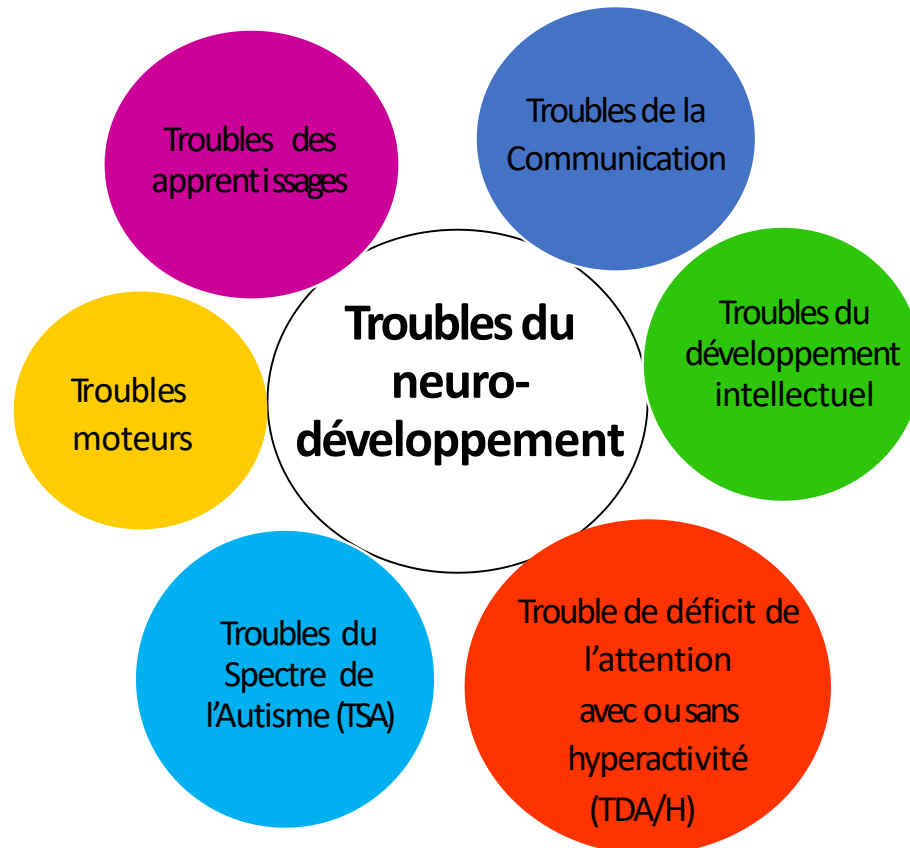 Troubles des
apprentissages
Troubles de la
Communication
Troubles du
neuro-
développement
Troubles du
développement
intellectuel
Troubles
moteurs
Troubles du
Spectre de
l'Autisme (TSA)
Trouble de déficit de
l'attention
avec ou sans
hyperactivité
(TDA/H)